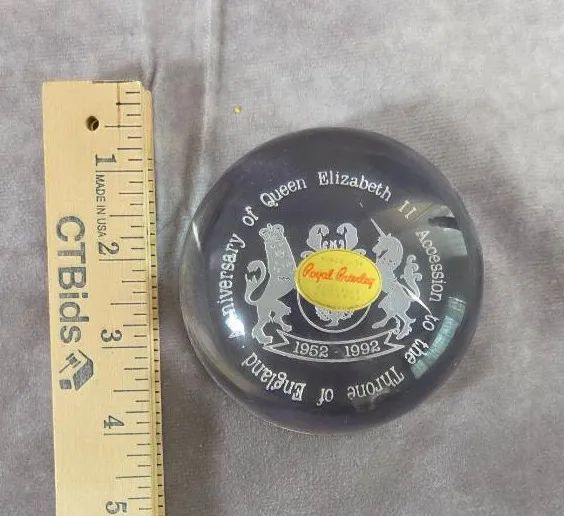 1
MADE IN USA
2
CTBids
3
4
5
Anniversary of Queen Elizabeth II Accession to the Throne of England
Royal Brierley
1952 - 1992